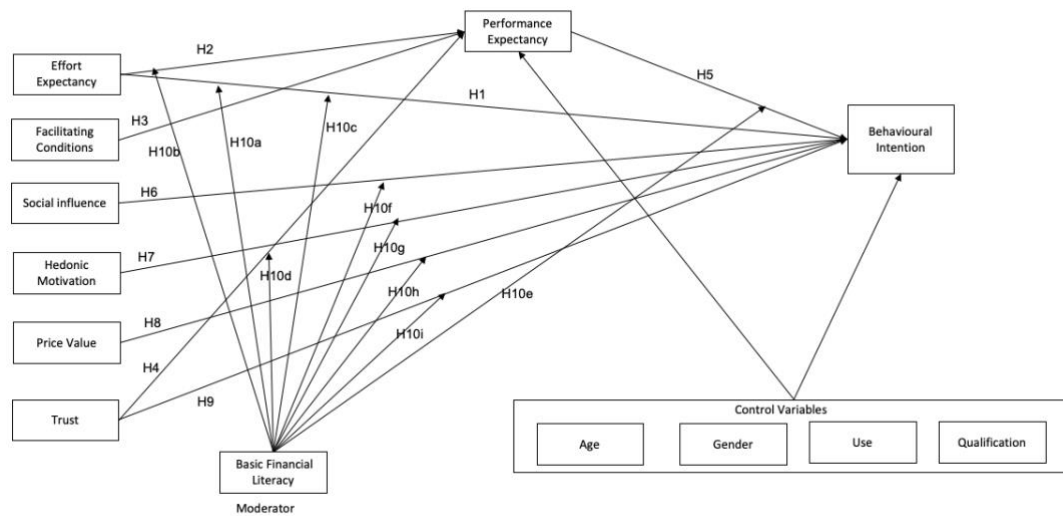 Performance
Expectancy
H2
Effort
Expectancy
H5
H1
H3
H10c
Facilitating
Conditions
H10b
H10a
Behavioural
Intention
Social influence
H6
H10f
H10g
Hedonic
Motivation
H7
H10d
H10h
H10e
Price Value
H8
H10i
H4
H9
Trust
Control Variables
Age
Gender
Use
Qualification
Basic Financial
Literacy
Moderator